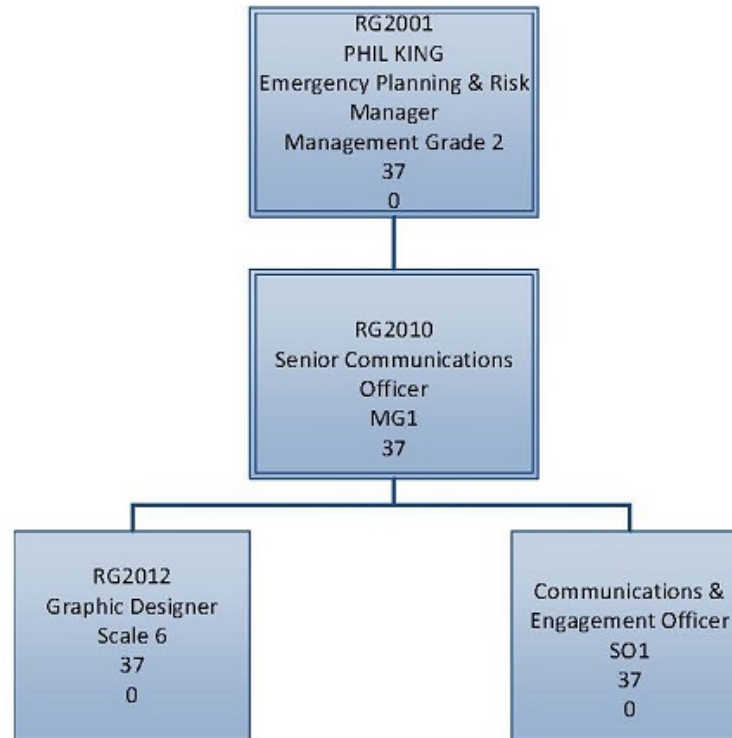 RG2001
PHIL KING
Emergency Planning & Risk
Manager
Management Grade 2
37
0
RG2010
Senior Communications
Officer
MG1
37
RG2012
Graphic Designer
Scale 6
37
0
Communications &
Engagement Officer
SO1
37
0